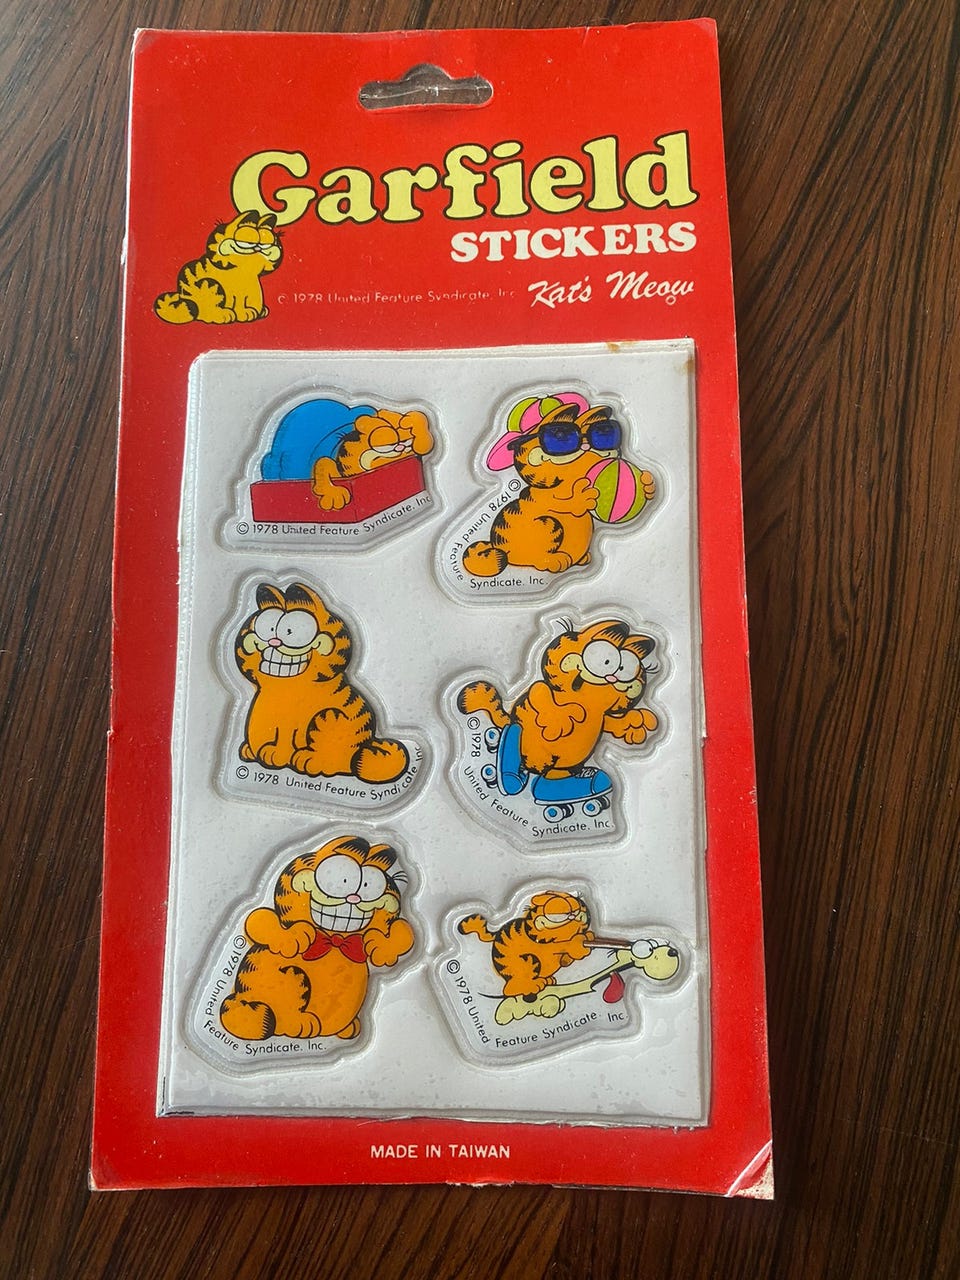 Garfield
STICKERS
© 1978 United Feature Syndicate, Inc.
Kat's Meow
© 1978 United Feature Syndicate. Inc
© 1978 United Feature
Syndicate. Inc.
© 1978 United Feature Syndicate Inc
© 1978
United Feature
Syndicate. Inc.
© 1978 United
Feature Syndicate. Inc.
© 1978 United
Feature Syndicate. Inc.
MADE IN TAIWAN